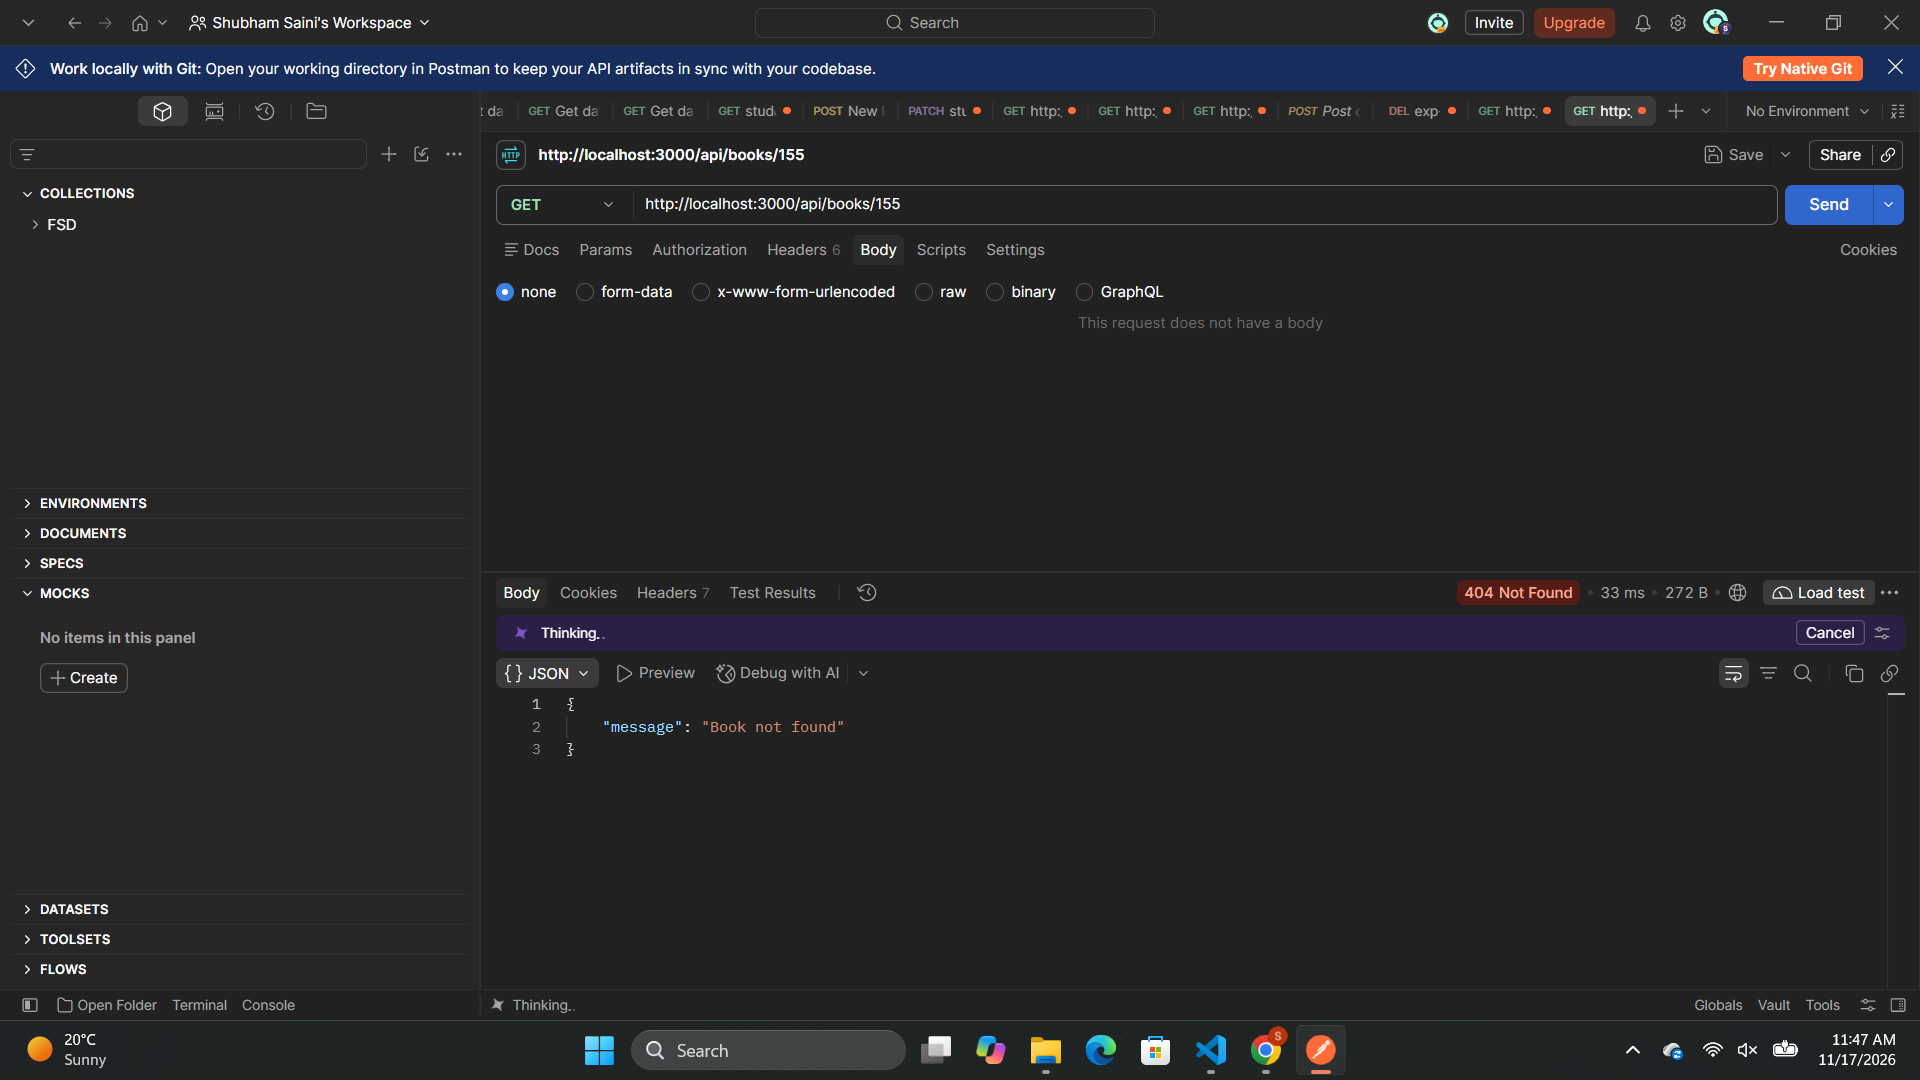 Shubham Saini's Workspace
Search
Invite
Upgrade
Work locally with Git: Open your working directory in Postman to keep your API artifacts in sync with your codebase.
Try Native Git
t da
GET Get da
GET Get da
GET stud
POST New
PATCH stu
GET http:
GET http:
GET http:
POST Post
DEL exp
GET http:
GET http:
No Environment
HTTP
http://localhost:3000/api/books/155
Save
Share
COLLECTIONS
FSD
GET
http://localhost:3000/api/books/155
Send
Docs
Params
Authorization
Headers 6
Body
Scripts
Settings
Cookies
none
form-data
x-www-form-urlencoded
raw
binary
GraphQL
This request does not have a body
ENVIRONMENTS
DOCUMENTS
SPECS
MOCKS
No items in this panel
Create
DATASETS
TOOLSETS
FLOWS
Body
Cookies
Headers 7
Test Results
404 Not Found
33 ms
272 B
Load test
Thinking..
Cancel
{} JSON
Preview
Debug with AI
1 {
2 "message": "Book not found"
3 }
Open Folder
Terminal
Console
Thinking..
Globals
Vault
Tools
20°C
Sunny
Search
S
11:47 AM
11/17/2026